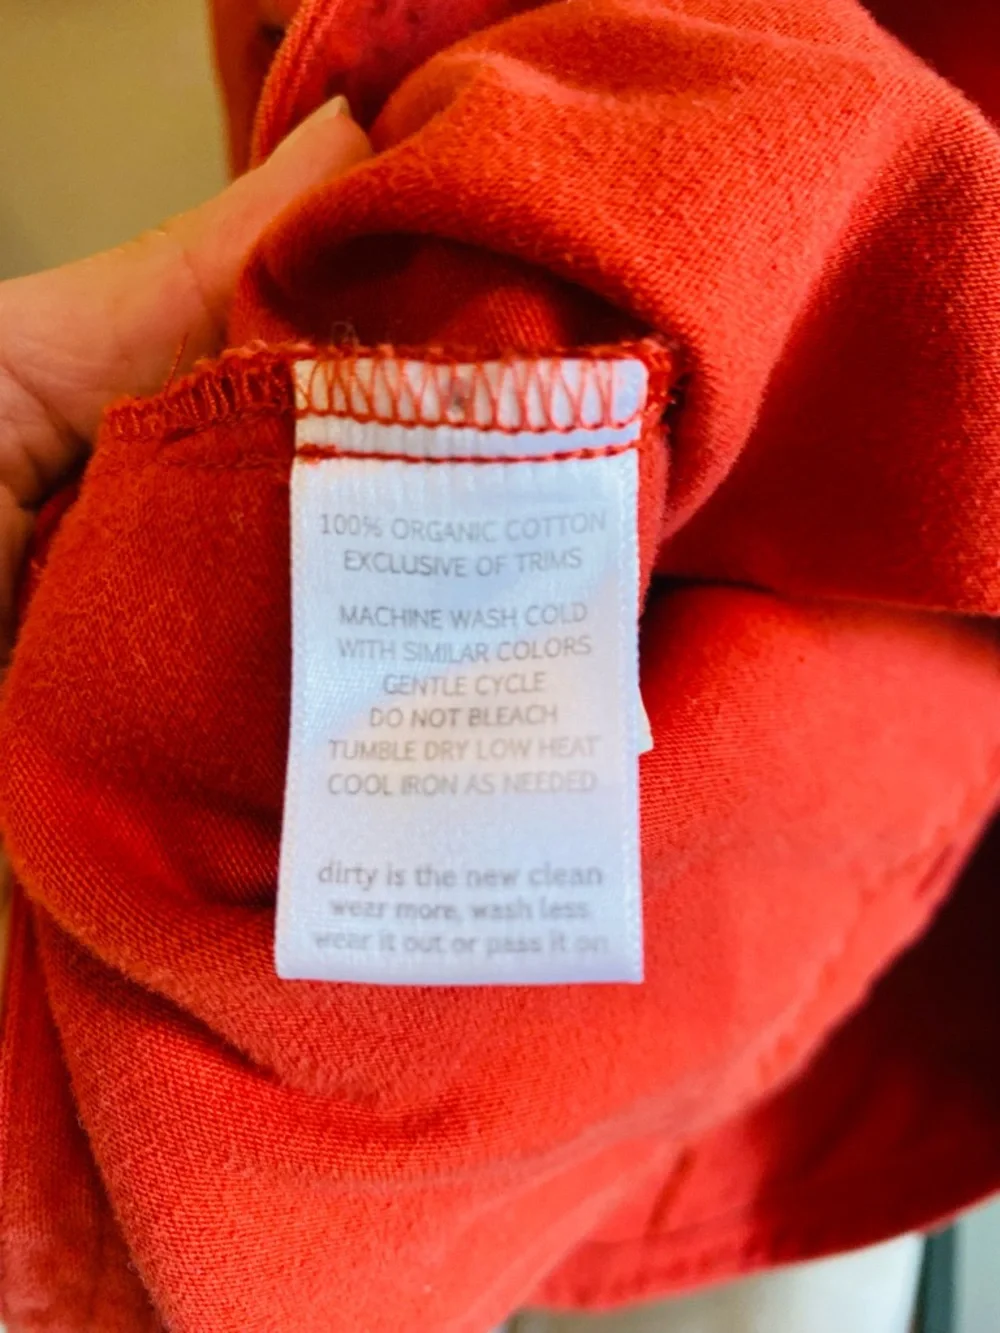 100% ORGANIC COTTON
EXCLUSIVE OF TRIMS
MACHINE WASH COLD
WITH SIMILAR COLORS
GENTLE CYCLE
DO NOT BLEACH
TUMBLE DRY LOW HEAT
COOL IRON AS NEEDED
dirty is the new clean
wear more, wash less
wear it out or pass it on